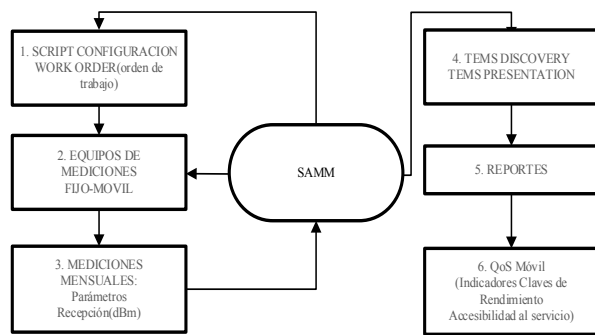 1. SCRIPT CONFIGURACION
WORK ORDER(orden de
trabajo)
2. EQUIPOS DE
MEDICIONES
FIJO-MOVIL
3. MEDICIONES
MENSUALES:
Parámetros
Recepción(dBm)
SAMM
4. TEMS DISCOVERY
TEMS PRESENTATION
5. REPORTES
6. QoS Móvil
(Indicadores Claves de
Rendimiento
Accesibilidad al servicio)